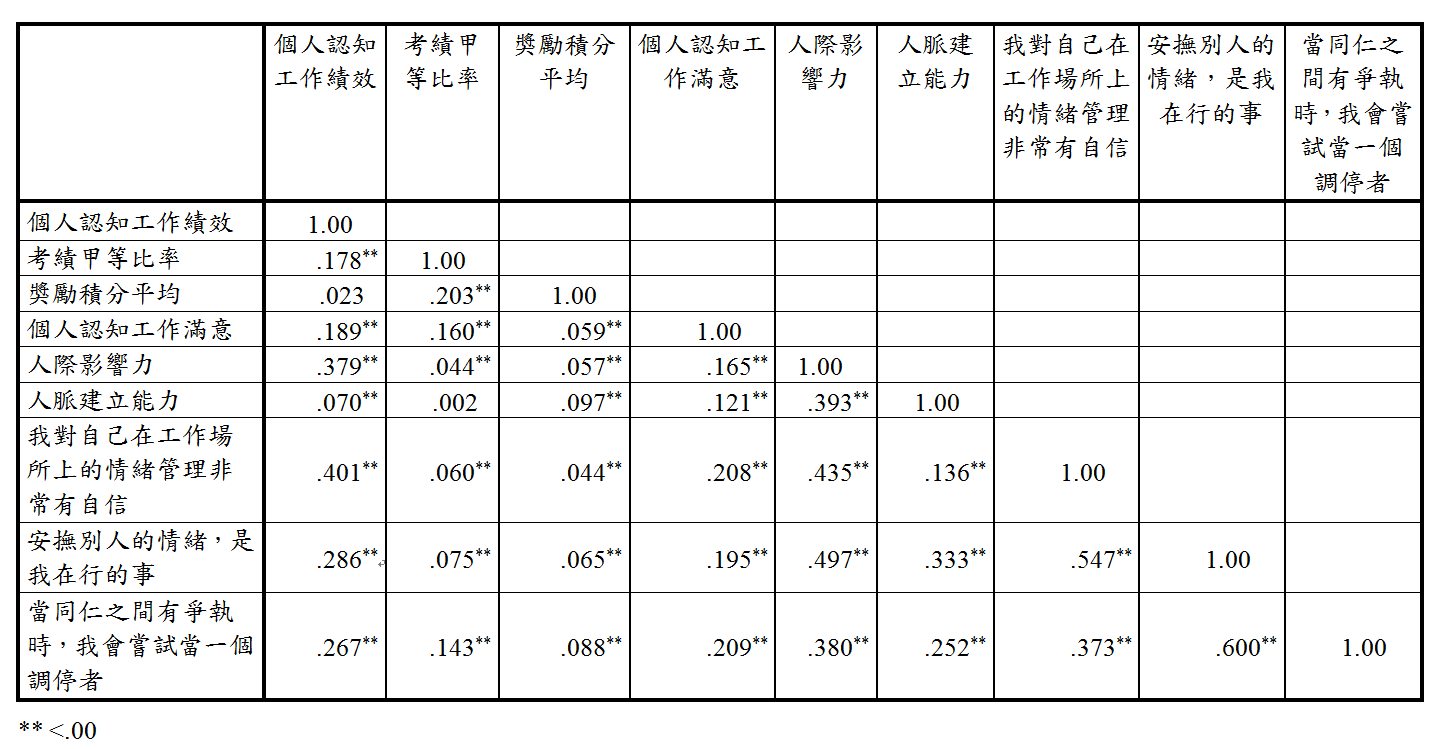 個人認知工作績效 考績甲等比率 獎勵積分平均 個人認知工作滿意 人際影響力 人脈建立能力 我對自己在工作場所上的情緒管理非常有自信 安撫別人的情緒，是我在行的事 當同仁之間有爭執時，我會嘗試當一個調停者
個人認知工作績效 1.00
考績甲等比率 .178** 1.00
獎勵積分平均 .023 .203** 1.00
個人認知工作滿意 .189** .160** .059** 1.00
人際影響力 .379** .044** .057** .165** 1.00
人脈建立能力 .070** .002 .097** .121** .393** 1.00
我對自己在工作場所上的情緒管理非常有自信 .401** .060** .044** .208** .435** .136** 1.00
安撫別人的情緒，是我在行的事 .286** .075** .065** .195** .497** .333** .547** 1.00
當同仁之間有爭執時，我會嘗試當一個調停者 .267** .143** .088** .209** .380** .252** .373** .600** 1.00
** <.00